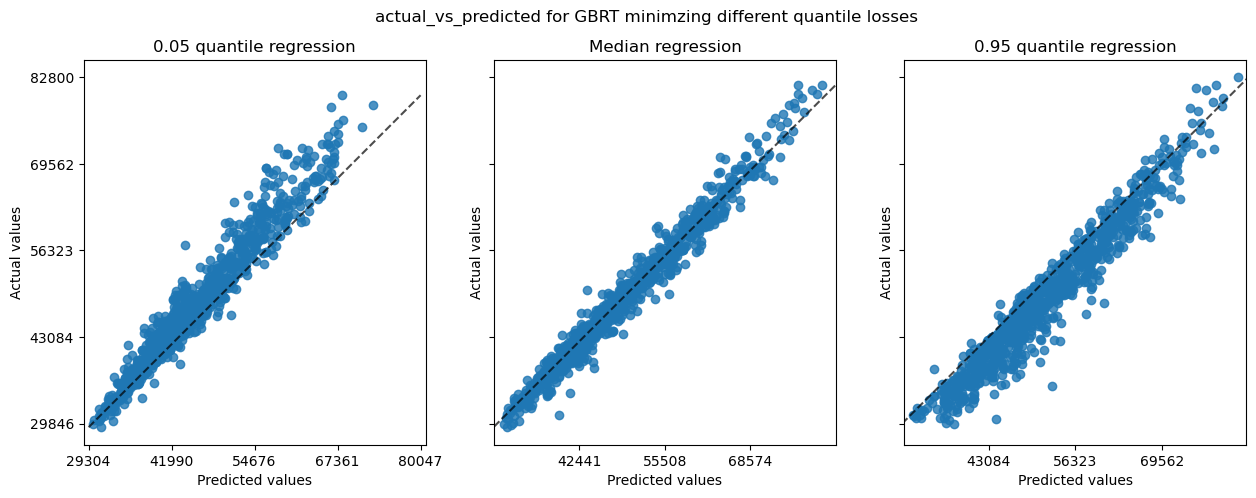 actual_vs_predicted for GBRT minimzing different quantile losses
0.05 quantile regression
Median regression
0.95 quantile regression
82800
69562
56323
43084
29846
Actual values
Actual values
Actual values
29304 41990 54676 67361 80047
42441 55508 68574
43084 56323 69562
Predicted values
Predicted values
Predicted values